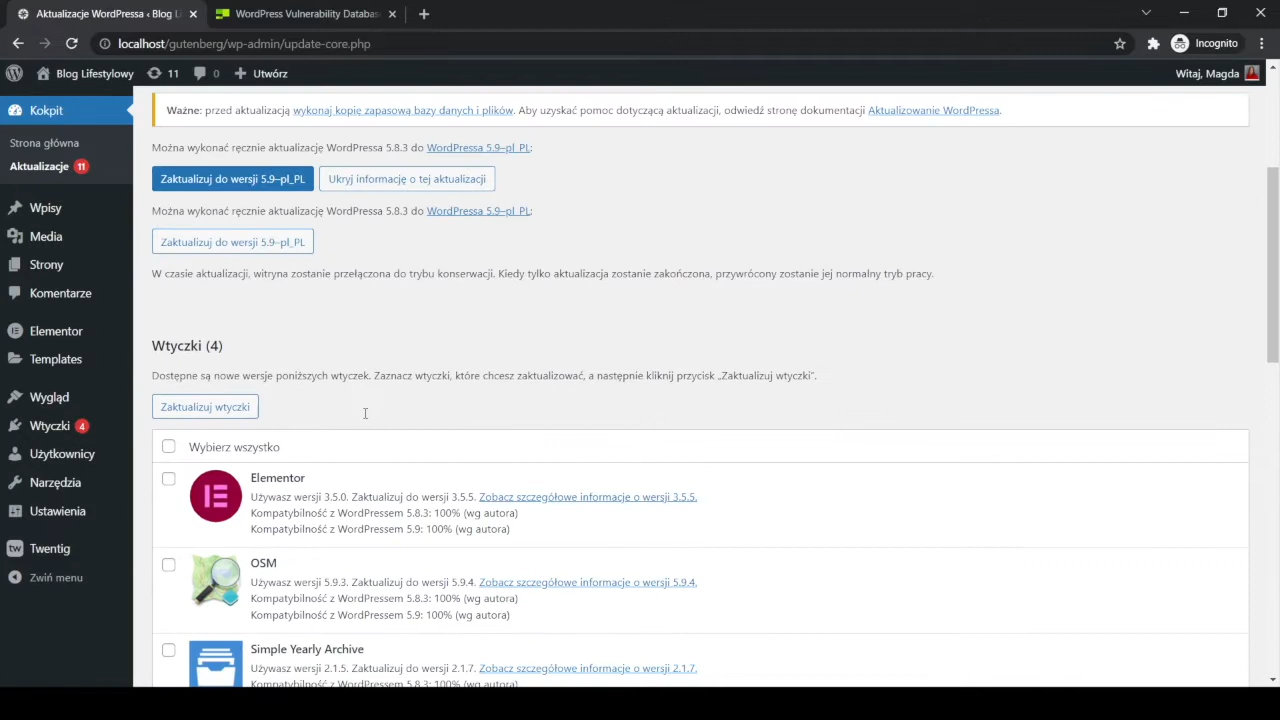 Aktualizacje WordPressa ‹ Blog Li
WordPress Vulnerability Database
localhost/gutenberg/wp-admin/update-core.php
Incognito
Blog Lifestylowy
11
0
Utwórz
Witaj, Magda
Kokpit
Strona główna
Aktualizacje 11
Wpisy
Media
Strony
Komentarze
Elementor
Templates
Wygląd
Wtyczki 4
Użytkownicy
Narzędzia
Ustawienia
tw Twentig
Zwiń menu
Ważne: przed aktualizacją wykonaj kopię zapasową bazy danych i plików. Aby uzyskać pomoc dotyczącą aktualizacji, odwiedź stronę dokumentacji Aktualizowanie WordPressa.
Można wykonać ręcznie aktualizację WordPressa 5.8.3 do WordPressa 5.9–pl_PL:
Zaktualizuj do wersji 5.9–pl_PL
Ukryj informację o tej aktualizacji
Można wykonać ręcznie aktualizację WordPressa 5.8.3 do WordPressa 5.9–pl_PL:
Zaktualizuj do wersji 5.9–pl_PL
W czasie aktualizacji, witryna zostanie przełączona do trybu konserwacji. Kiedy tylko aktualizacja zostanie zakończona, przywrócony zostanie jej normalny tryb pracy.
Wtyczki (4)
Dostępne są nowe wersje poniższych wtyczek. Zaznacz wtyczki, które chcesz zaktualizować, a następnie kliknij przycisk „Zaktualizuj wtyczki”.
Zaktualizuj wtyczki
Wybierz wszystko
Elementor
Używasz wersji 3.5.0. Zaktualizuj do wersji 3.5.5. Zobacz szczegółowe informacje o wersji 3.5.5.
Kompatybilność z WordPressem 5.8.3: 100% (wg autora)
Kompatybilność z WordPressem 5.9: 100% (wg autora)
OSM
Używasz wersji 5.9.3. Zaktualizuj do wersji 5.9.4. Zobacz szczegółowe informacje o wersji 5.9.4.
Kompatybilność z WordPressem 5.8.3: 100% (wg autora)
Kompatybilność z WordPressem 5.9: 100% (wg autora)
Simple Yearly Archive
Używasz wersji 2.1.5. Zaktualizuj do wersji 2.1.7. Zobacz szczegółowe informacje o wersji 2.1.7.
Kompatybilność z WordPressem 5.8.3: 100% (wg autora)